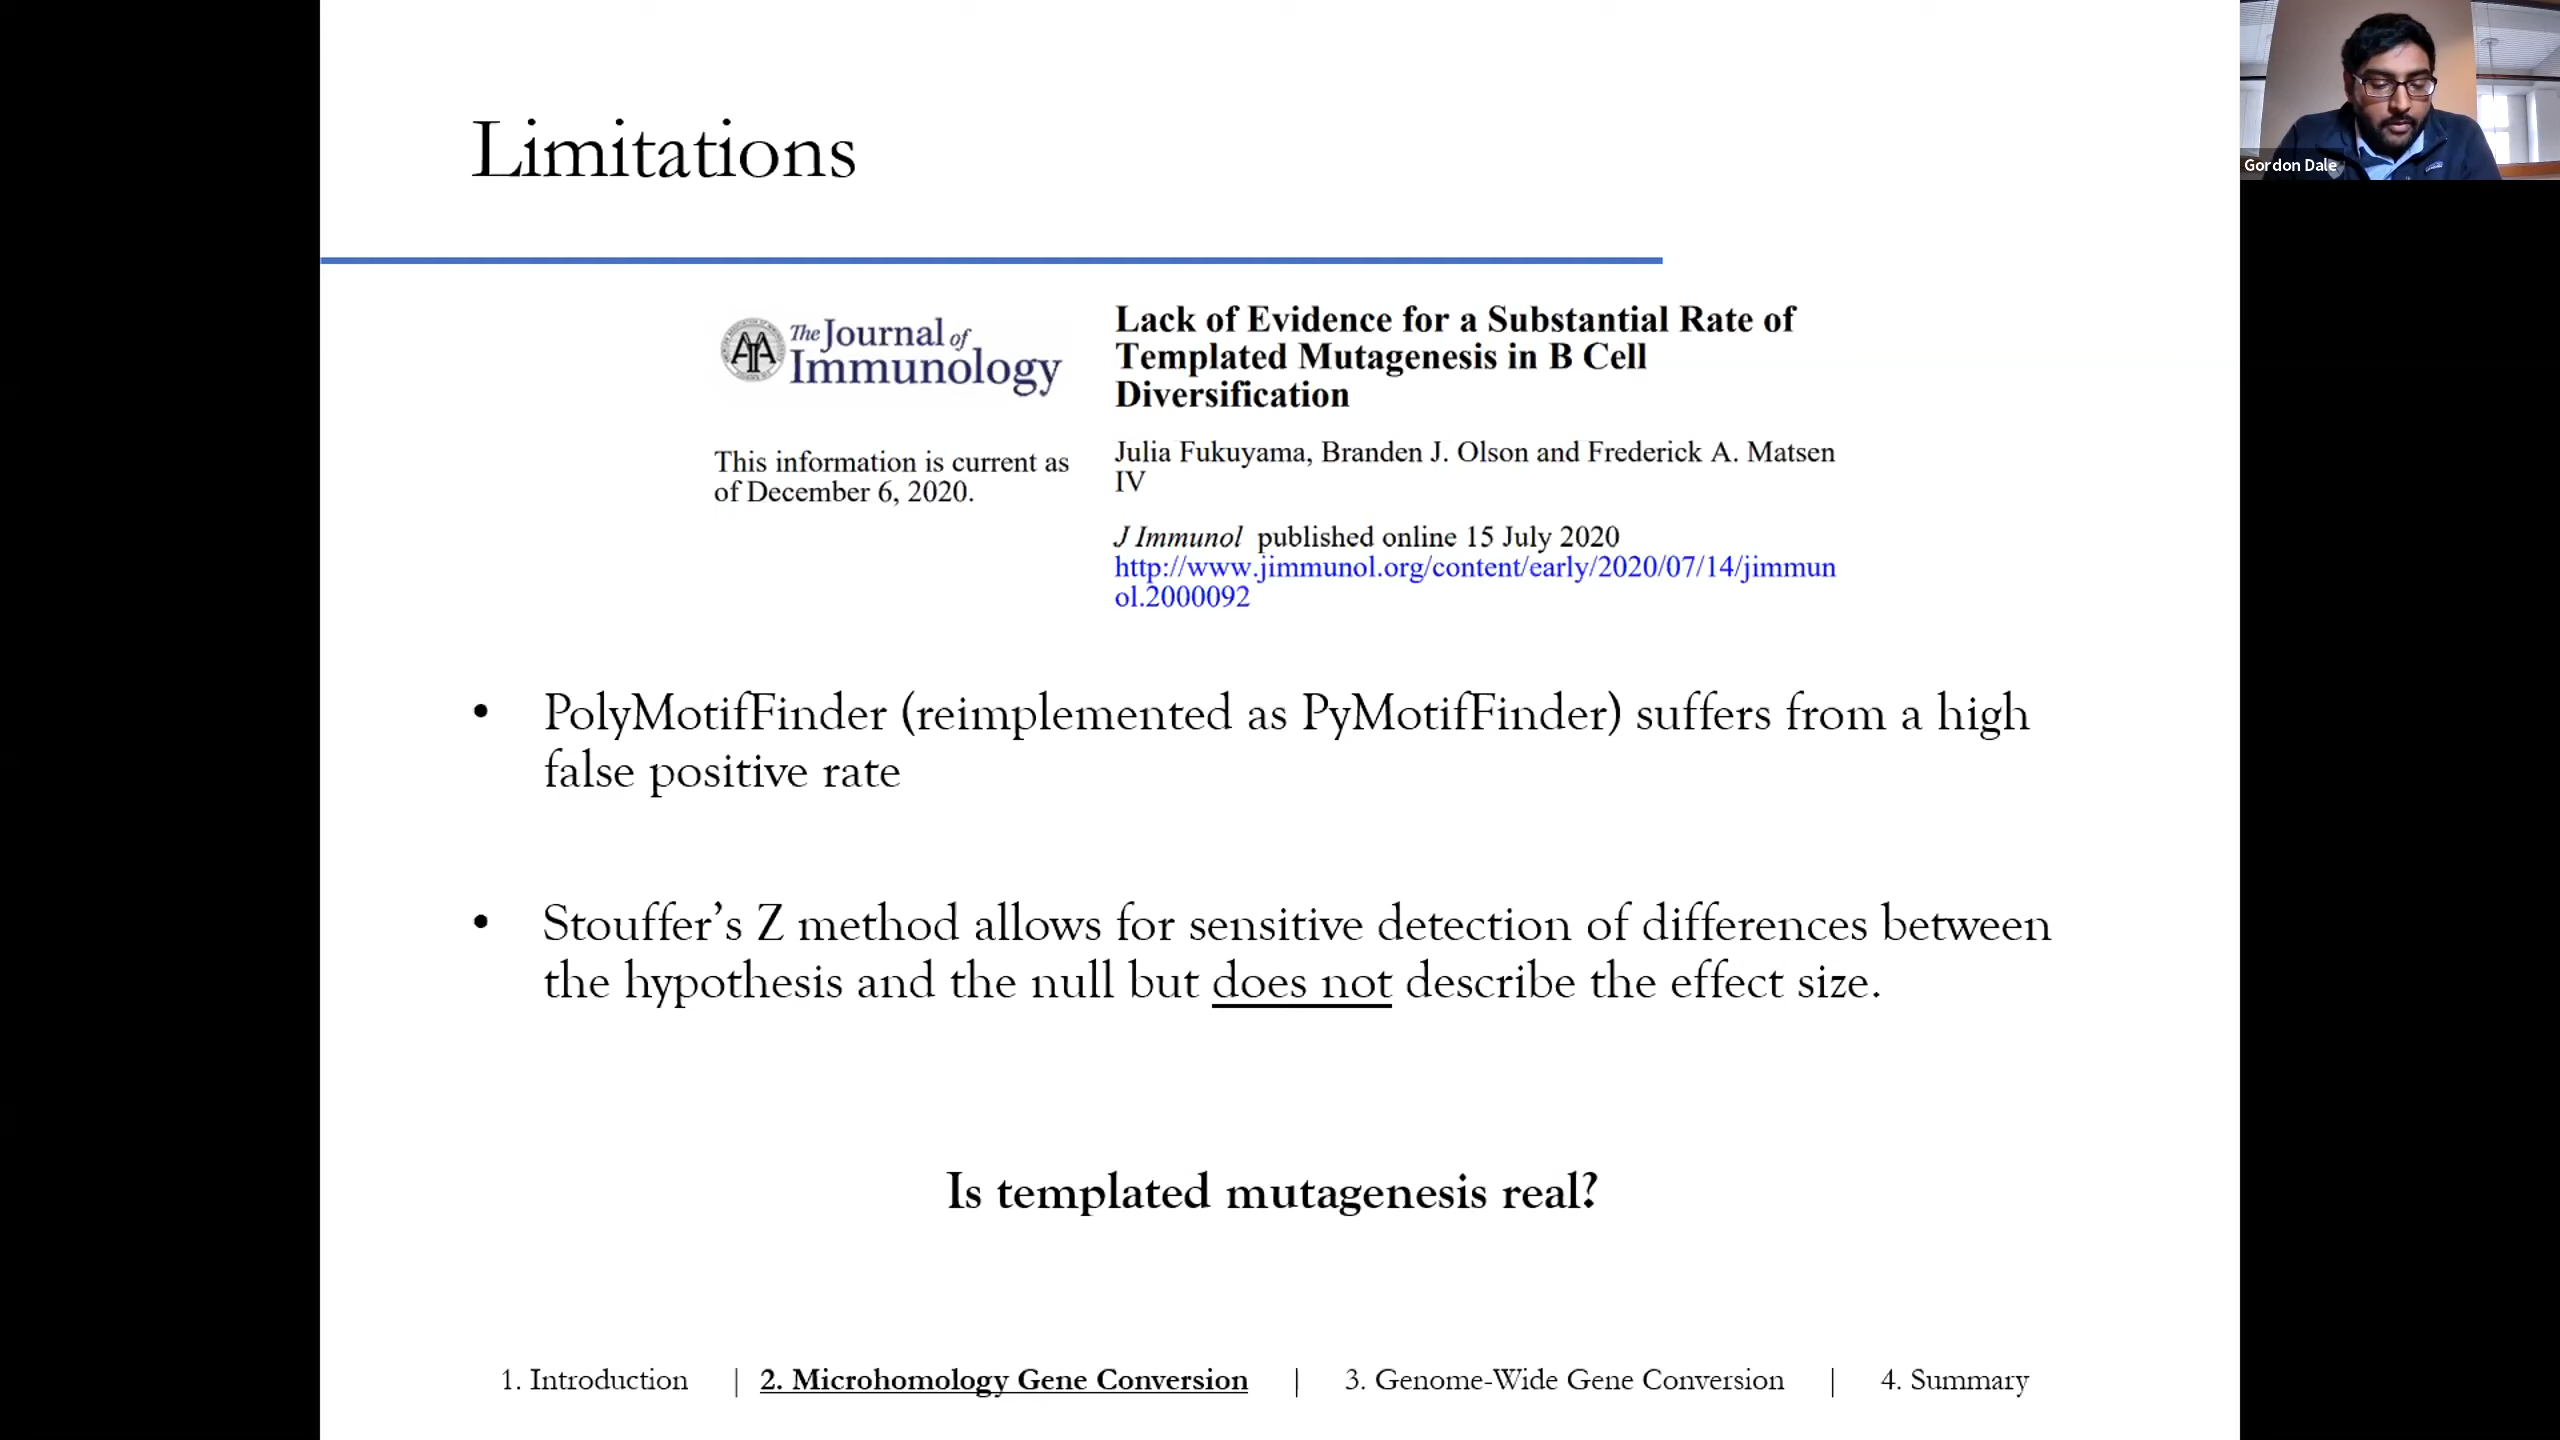 Limitations
The Journal of
Immunology
This information is current as
of December 6, 2020.
Lack of Evidence for a Substantial Rate of
Templated Mutagenesis in B Cell
Diversification
Julia Fukuyama, Branden J. Olson and Frederick A. Matsen
IV
J Immunol published online 15 July 2020
http://www.jimmunol.org/content/early/2020/07/14/jimmun
ol.2000092
• PolyMotifFinder (reimplemented as PyMotifFinder) suffers from a high
false positive rate
• Stouffer's Z method allows for sensitive detection of differences between
the hypothesis and the null but does not describe the effect size.
Is templated mutagenesis real?
1. Introduction | 2. Microhomology Gene Conversion | 3. Genome-Wide Gene Conversion | 4. Summary
Gordon Dale